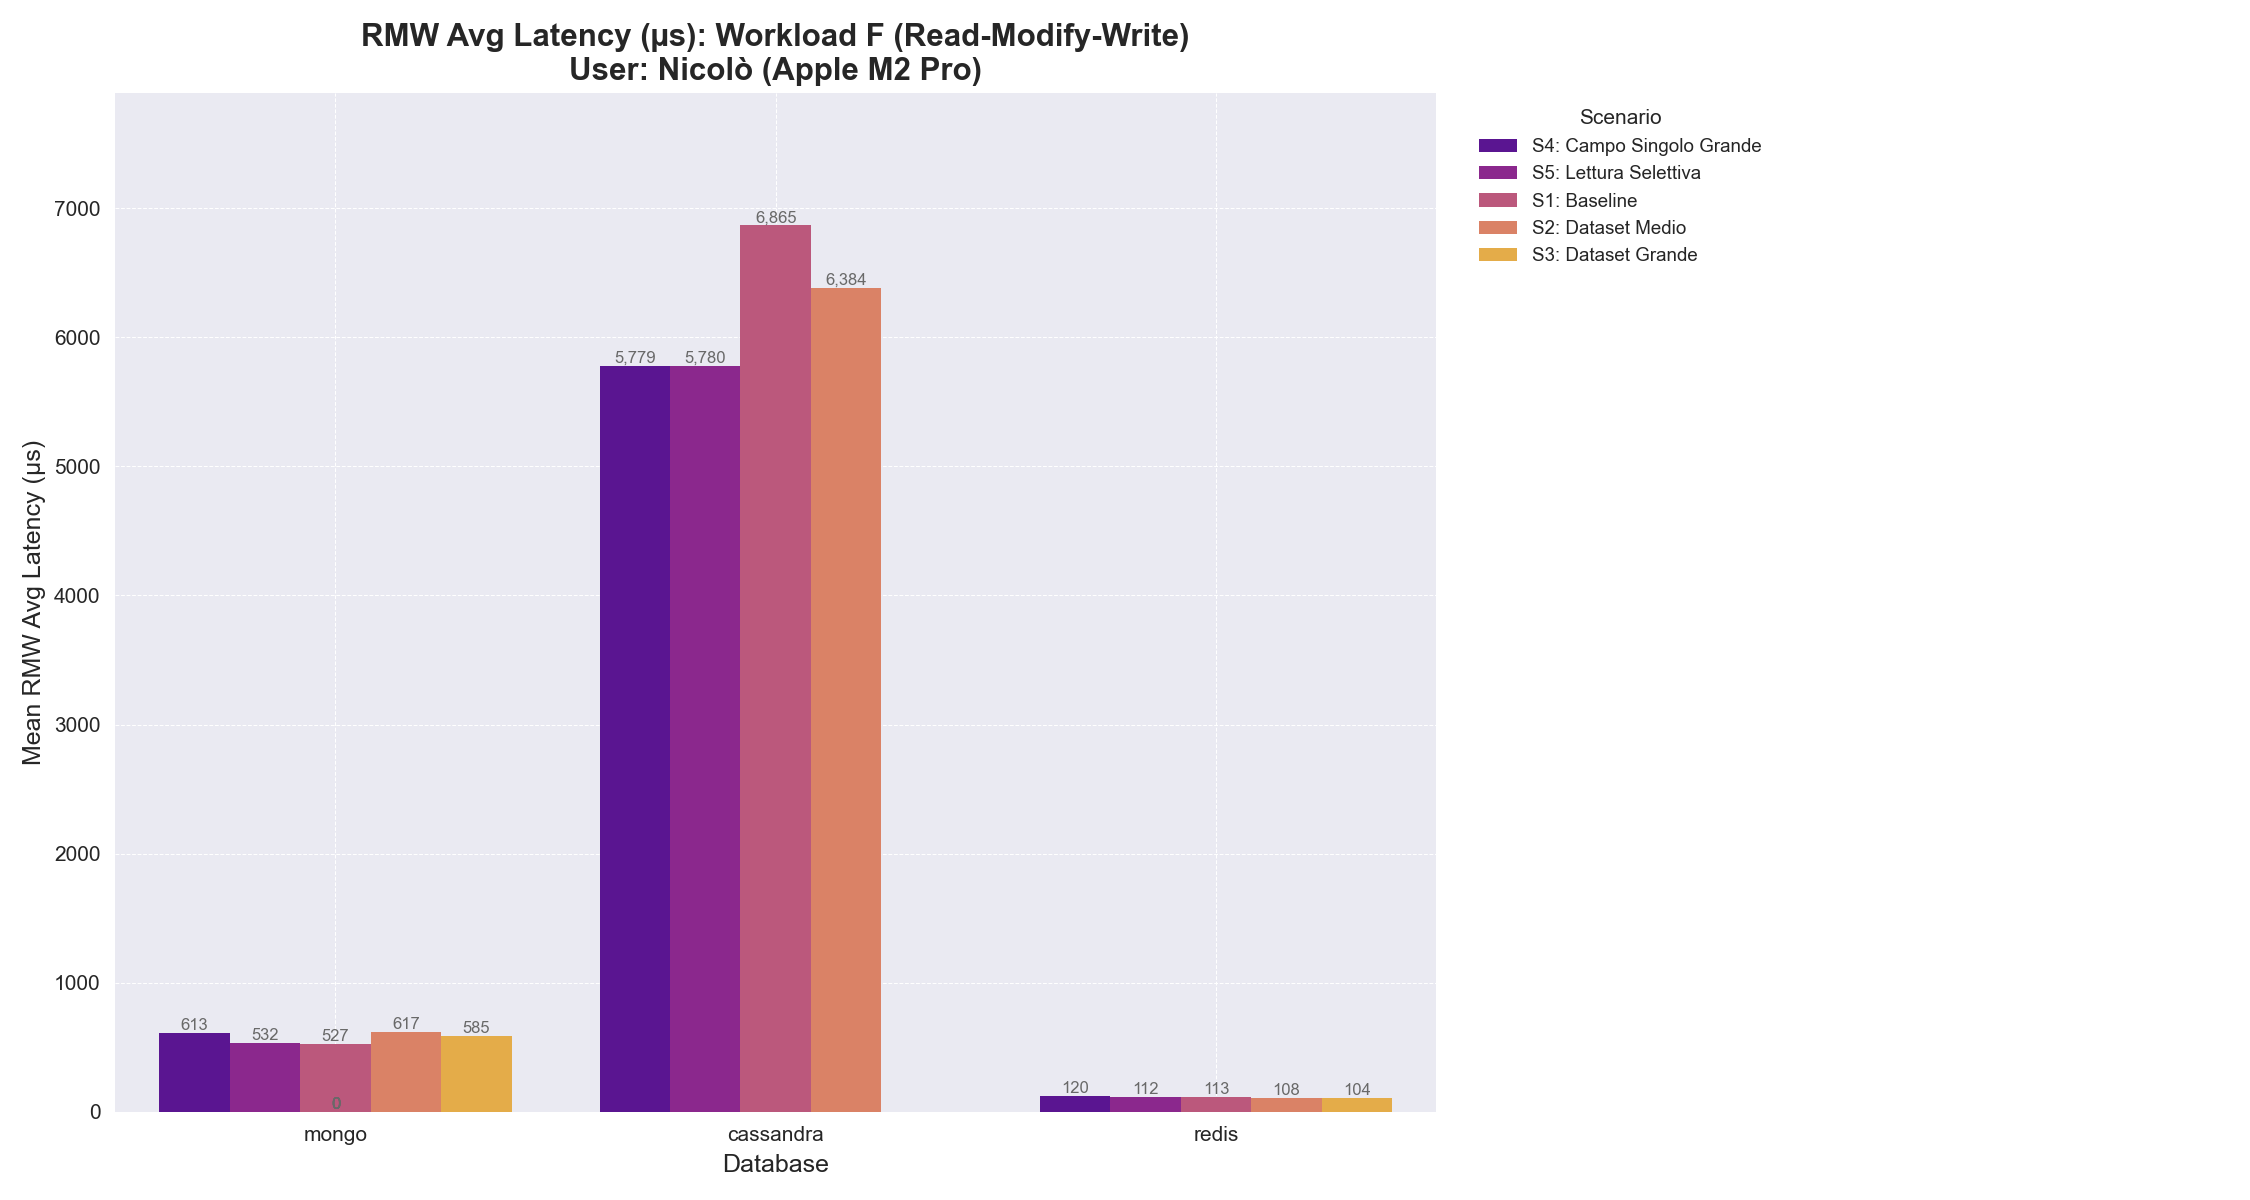 RMW Avg Latency (μs): Workload F (Read-Modify-Write)
User: Nicolò (Apple M2 Pro)
Scenario
S4: Campo Singolo Grande
S5: Lettura Selettiva
S1: Baseline
S2: Dataset Medio
S3: Dataset Grande
Mean RMW Avg Latency (μs)
7000
6000
5000
4000
3000
2000
1000
0
613
532
527
617
585
0
5,779
5,780
6,865
6,384
120
112
113
108
104
mongo
cassandra
redis
Database